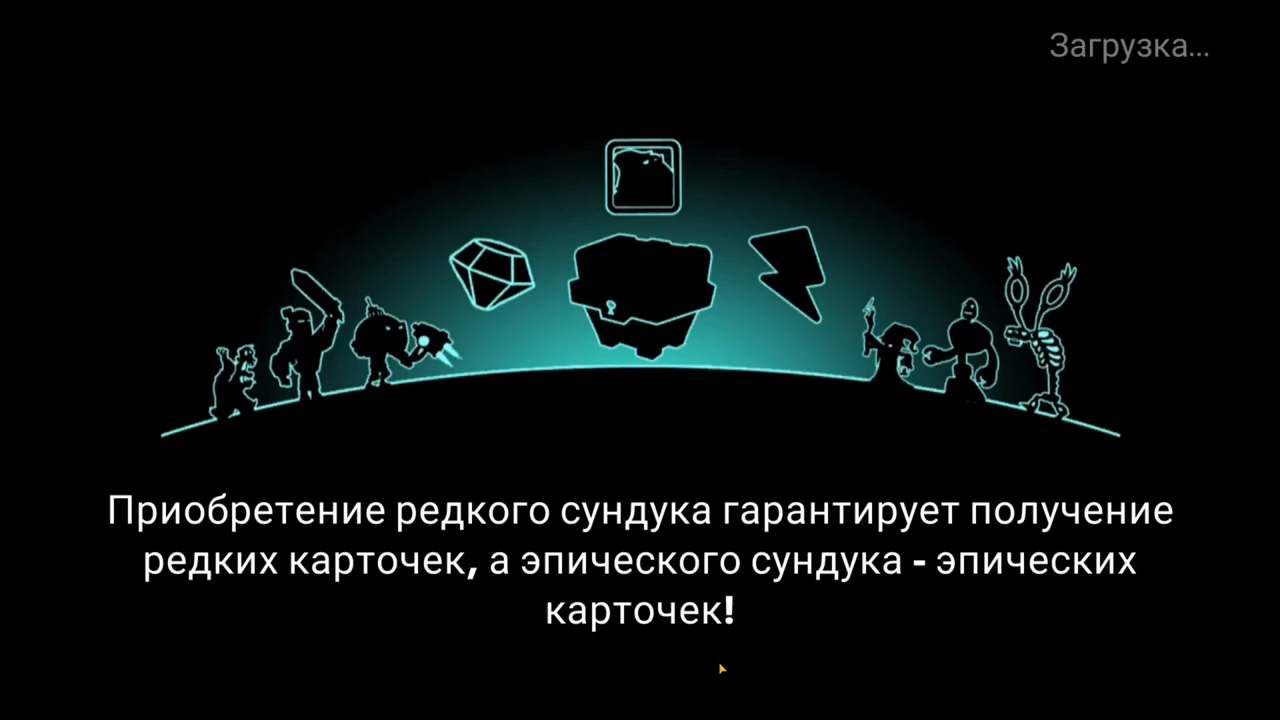 Загрузка...
Приобретение редкого сундука гарантирует получение
редких карточек, а эпического сундука - эпических
карточек!